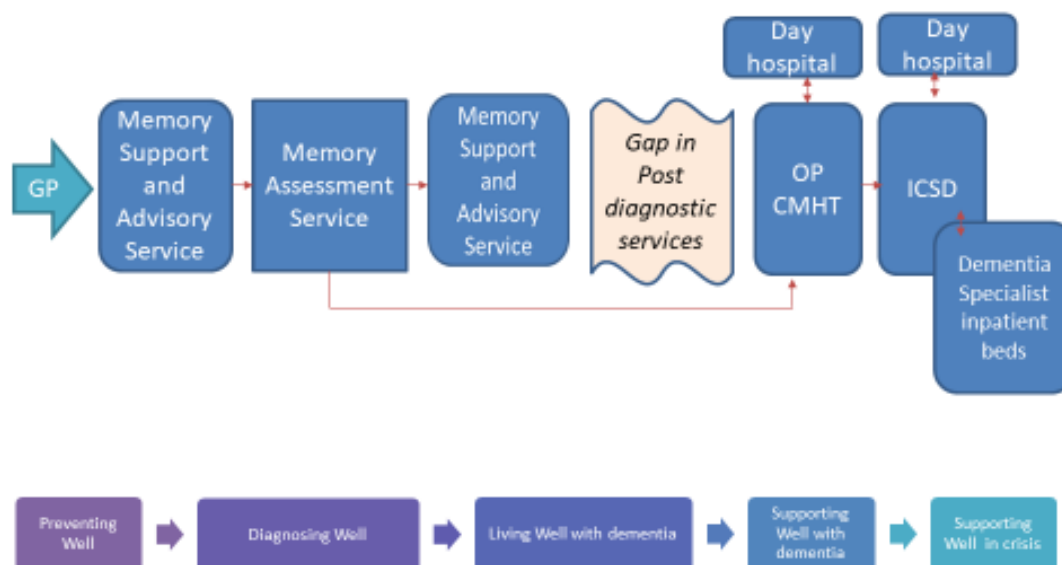 Day
hospital
Day
hospital
GP
Memory
Support
and
Advisory
Service
Memory
Assessment
Service
Memory
Support
and
Advisory
Service
Gap in
Post
diagnostic
services
OP
CMHT
ICSD
Dementia
Specialist
inpatient
beds
Preventing
Well
Diagnosing Well
Living Well with dementia
Supporting
Well with
dementia
Supporting
Well in crisis